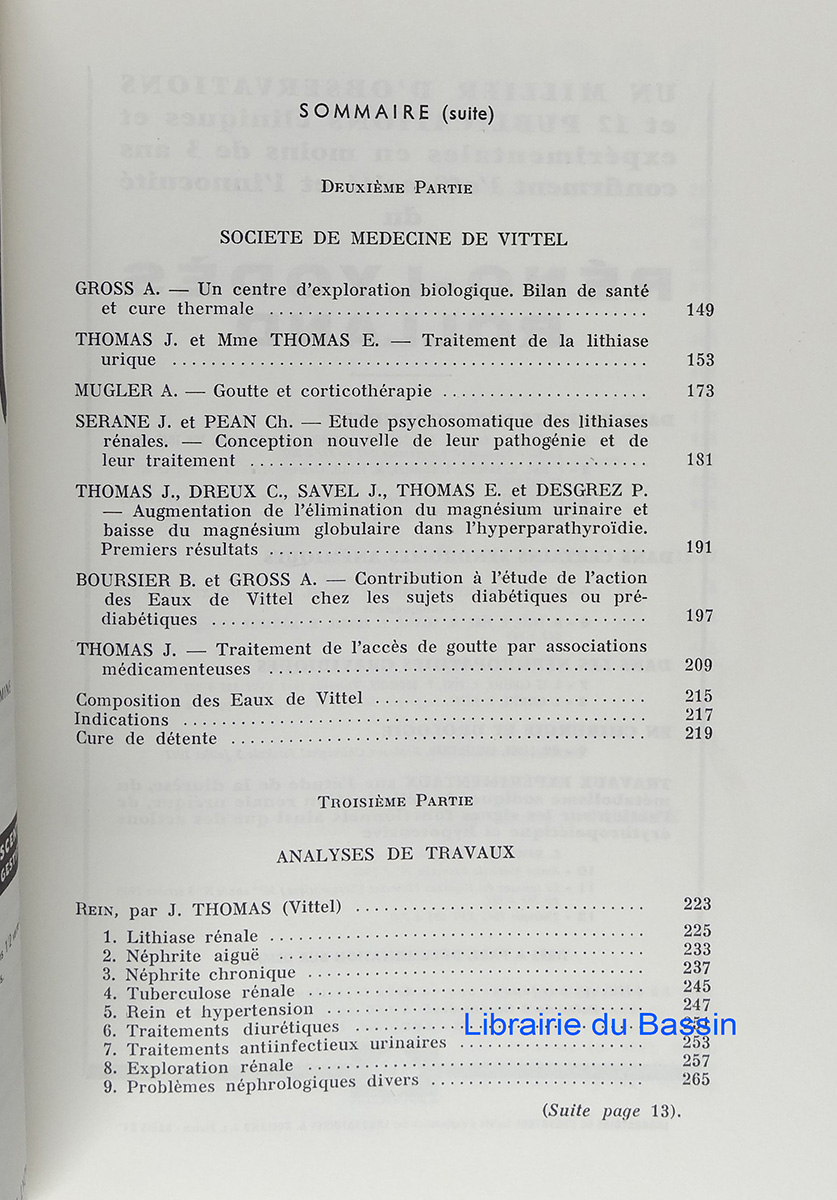 SOMMAIRE (suite)
DEUXIÈME PARTIE
SOCIETE DE MEDECINE DE VITTEL
GROSS A. — Un centre d'exploration biologique. Bilan de santé
et cure thermale ........................................ 149
THOMAS J. et Mme THOMAS E. — Traitement de la lithiase
urique ........................................ 153
MUGLER A. — Goutte et corticothérapie ...................... 173
SERANE J. et PEAN Ch. — Etude psychosomatique des lithiases
rénales. — Conception nouvelle de leur pathogénie et de
leur traitement ........................................ 181
THOMAS J., DREUX C., SAVEL J., THOMAS E. et DESGREZ P.
— Augmentation de l'élimination du magnésium urinaire et
baisse du magnésium globulaire dans l'hyperparathyroïdie.
Premiers résultats ........................................ 191
BOURSIER B. et GROSS A. — Contribution à l'étude de l'action
des Eaux de Vittel chez les sujets diabétiques ou pré-
diabétiques ........................................ 197
THOMAS J. — Traitement de l'accès de goutte par associations
médicamenteuses ........................................ 209
Composition des Eaux de Vittel ............................ 215
Indications ........................................ 217
Cure de détente ........................................ 219
TROISIÈME PARTIE
ANALYSES DE TRAVAUX
REIN, par J. THOMAS (Vittel) ............................ 223
1. Lithiase rénale ........................................ 225
2. Néphrite aiguë ........................................ 233
3. Néphrite chronique .................................... 237
4. Tuberculose rénale .................................... 245
5. Rein et hypertension .................................. 247
6. Traitements diurétiques ..............................
7. Traitements antiinfectieux urinaires .................. 253
8. Exploration rénale .................................... 257
9. Problèmes néphrologiques divers ...................... 265
(Suite page 13).
Librairie du Bassin